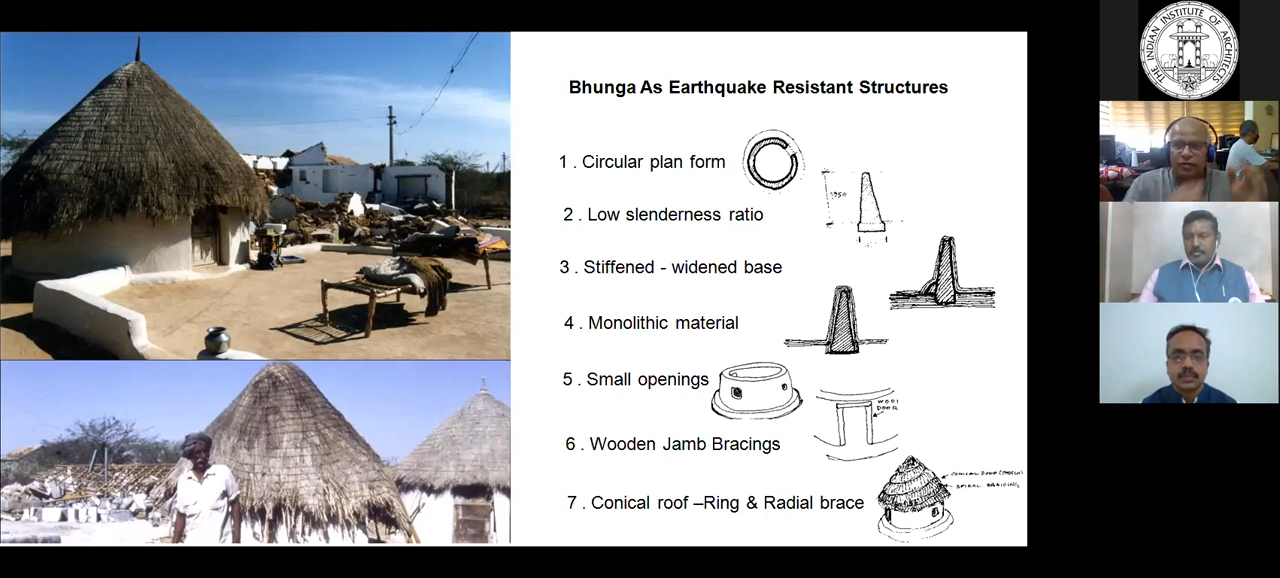 Bhunga As Earthquake Resistant Structures
1 . Circular plan form
2 . Low slenderness ratio
3 . Stiffened - widened base
4 . Monolithic material
5 . Small openings
6 . Wooden Jamb Bracings
7 . Conical roof –Ring & Radial brace
DOOR
THE INDIAN INSTITUTE OF ARCHITECTS